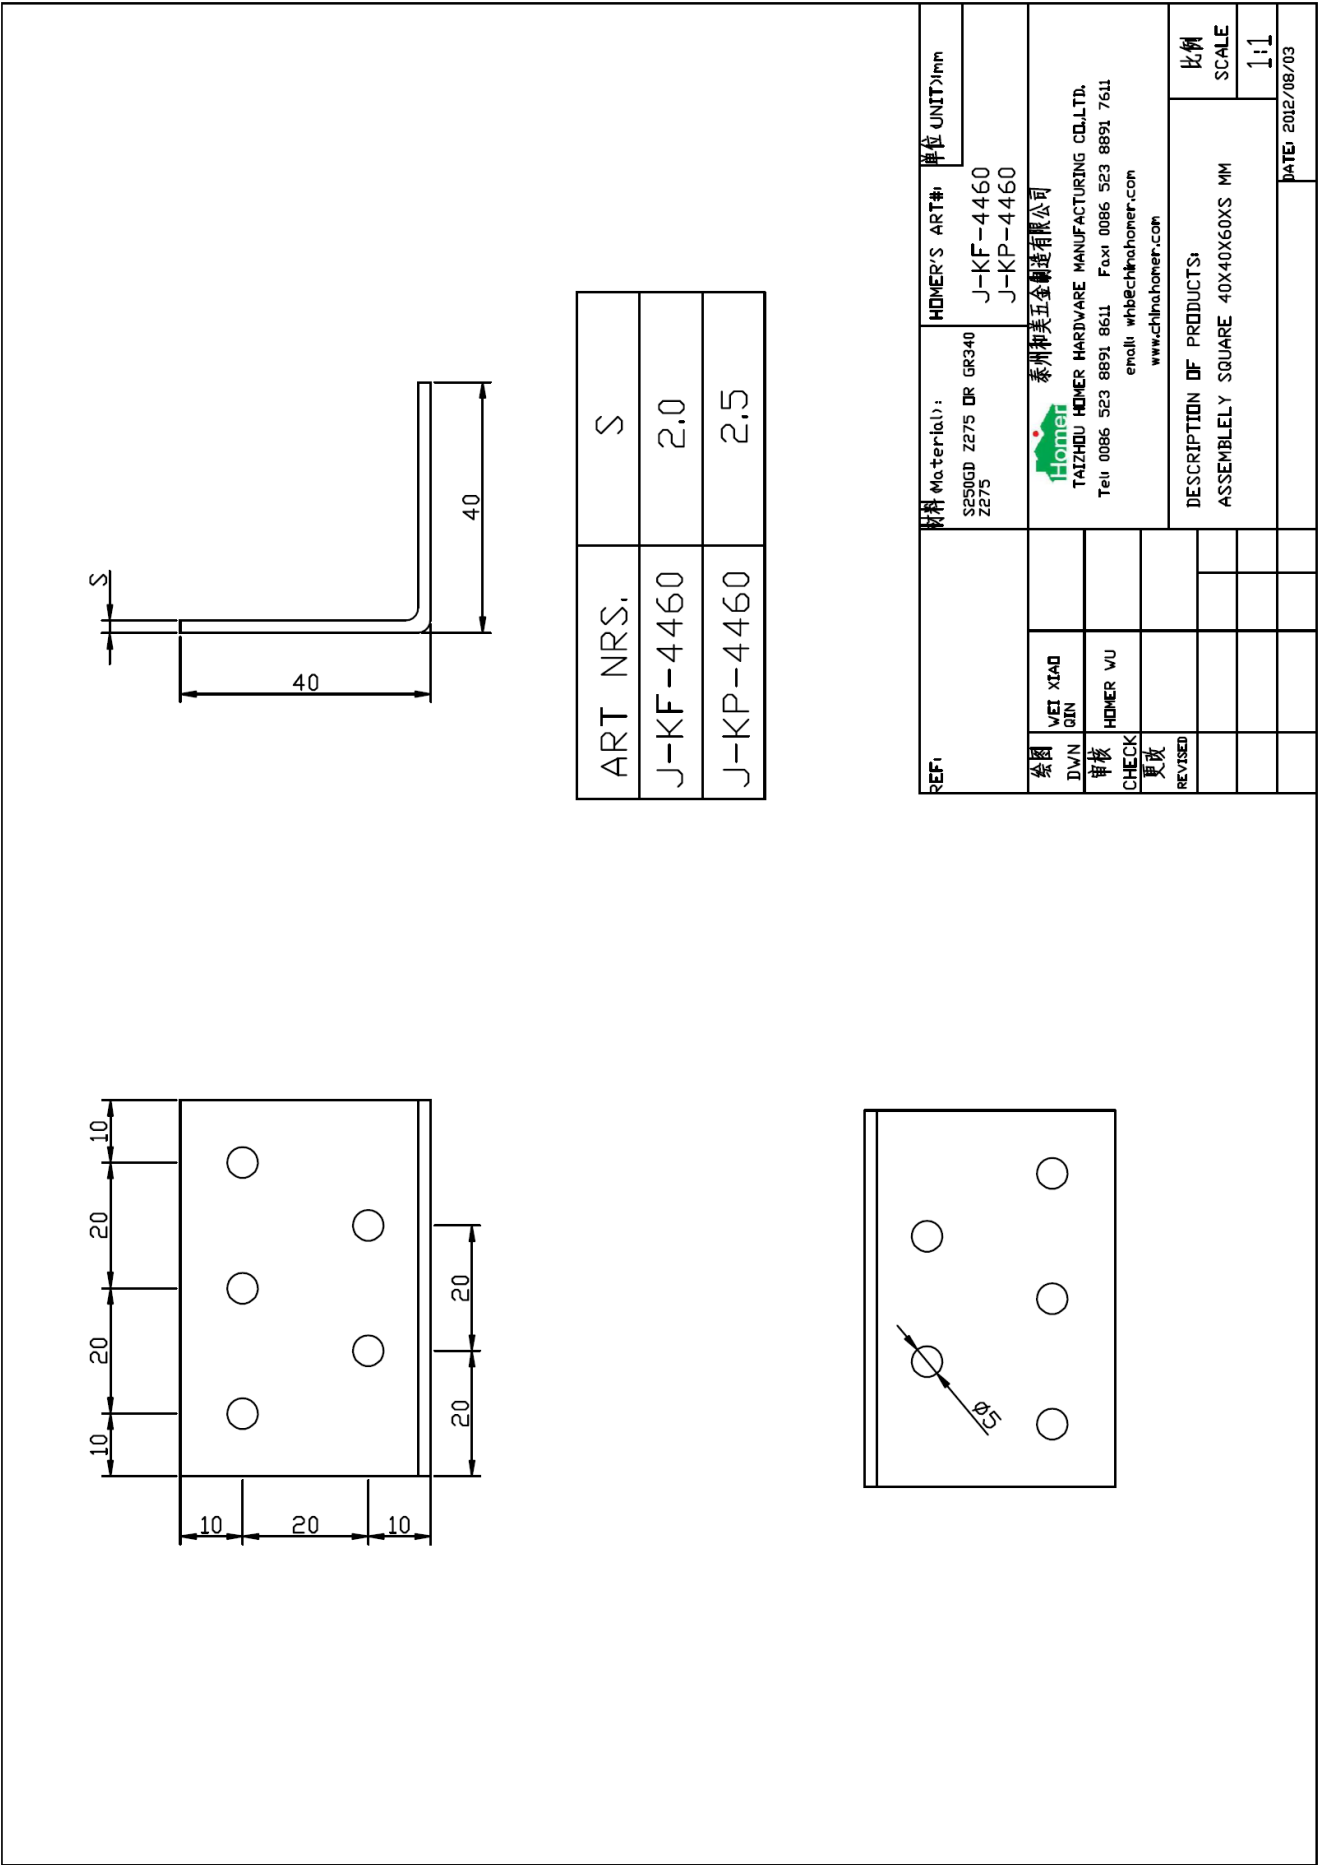 10
20
20
10
10
20
10
20
20
S
40
40
Ø5
ART NRS. S
J-KF-4460 2.0
J-KP-4460 2.5
REF:
材料(Material):
S250GD Z275 OR GR340
Z275
HOMER'S ART#:
J-KF-4460
J-KP-4460
单位(UNIT):mm
绘图
DWN
WEI XIAO
QIN
审核
CHECK
HOMER WU
更改
REVISED
Homer
泰州和美五金制造有限公司
TAIZHOU HOMER HARDWARE MANUFACTURING CO.,LTD.
Tel: 0086 523 8891 8611 Fax: 0086 523 8891 7611
email: whb@chinahomer.com
www.chinahomer.com
DESCRIPTION OF PRODUCTS:
ASSEMBLELY SQUARE 40X40X60XS MM
比例
SCALE
1:1
DATE: 2012/08/03